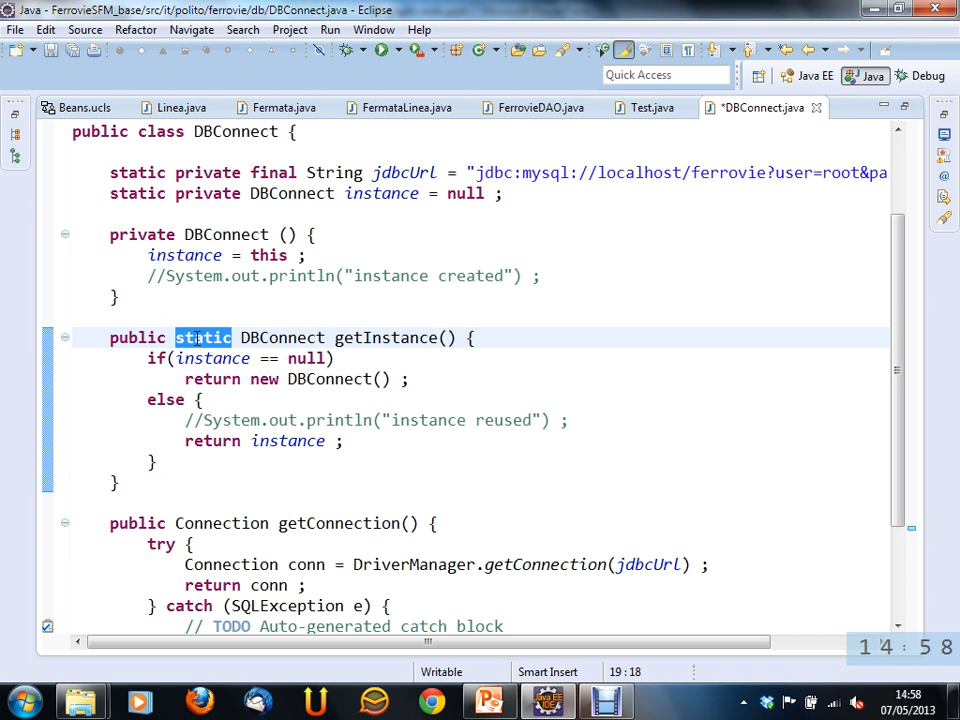 Java - FerrovieSFM_base/src/it/polito/ferrovie/db/DBConnect.java - Eclipse
File Edit Source Refactor Navigate Search Project Run Window Help
Quick Access
Java EE Java Debug
Beans.ucls Linea.java Fermata.java FermataLinea.java FerrovieDAO.java Test.java *DBConnect.java
public class DBConnect {
static private final String jdbcUrl = "jdbc:mysql://localhost/ferrovie?user=root&pa
static private DBConnect instance = null ;
private DBConnect () {
instance = this ;
//System.out.println("instance created") ;
}
public static DBConnect getInstance() {
if(instance == null)
return new DBConnect() ;
else {
//System.out.println("instance reused") ;
return instance ;
}
}
public Connection getConnection() {
try {
Connection conn = DriverManager.getConnection(jdbcUrl) ;
return conn ;
} catch (SQLException e) {
// TODO Auto-generated catch block
14:58
Writable Smart Insert 19 : 18
14:58
07/05/2013